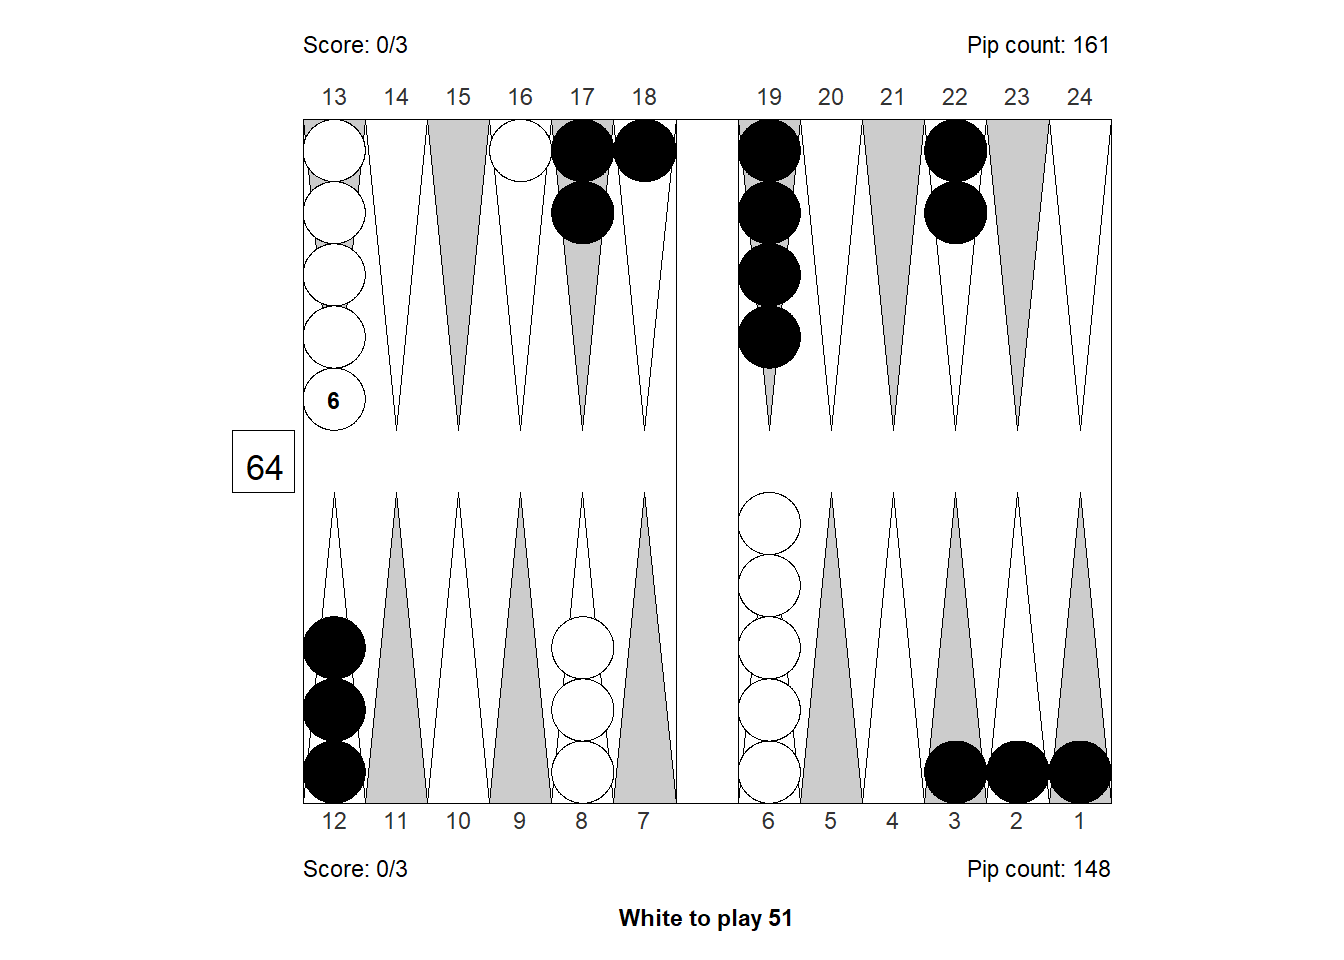 Score: 0/3 Pip count: 161
13 14 15 16 17 18 19 20 21 22 23 24
6
64
12 11 10 9 8 7 6 5 4 3 2 1
Score: 0/3 Pip count: 148
White to play 51